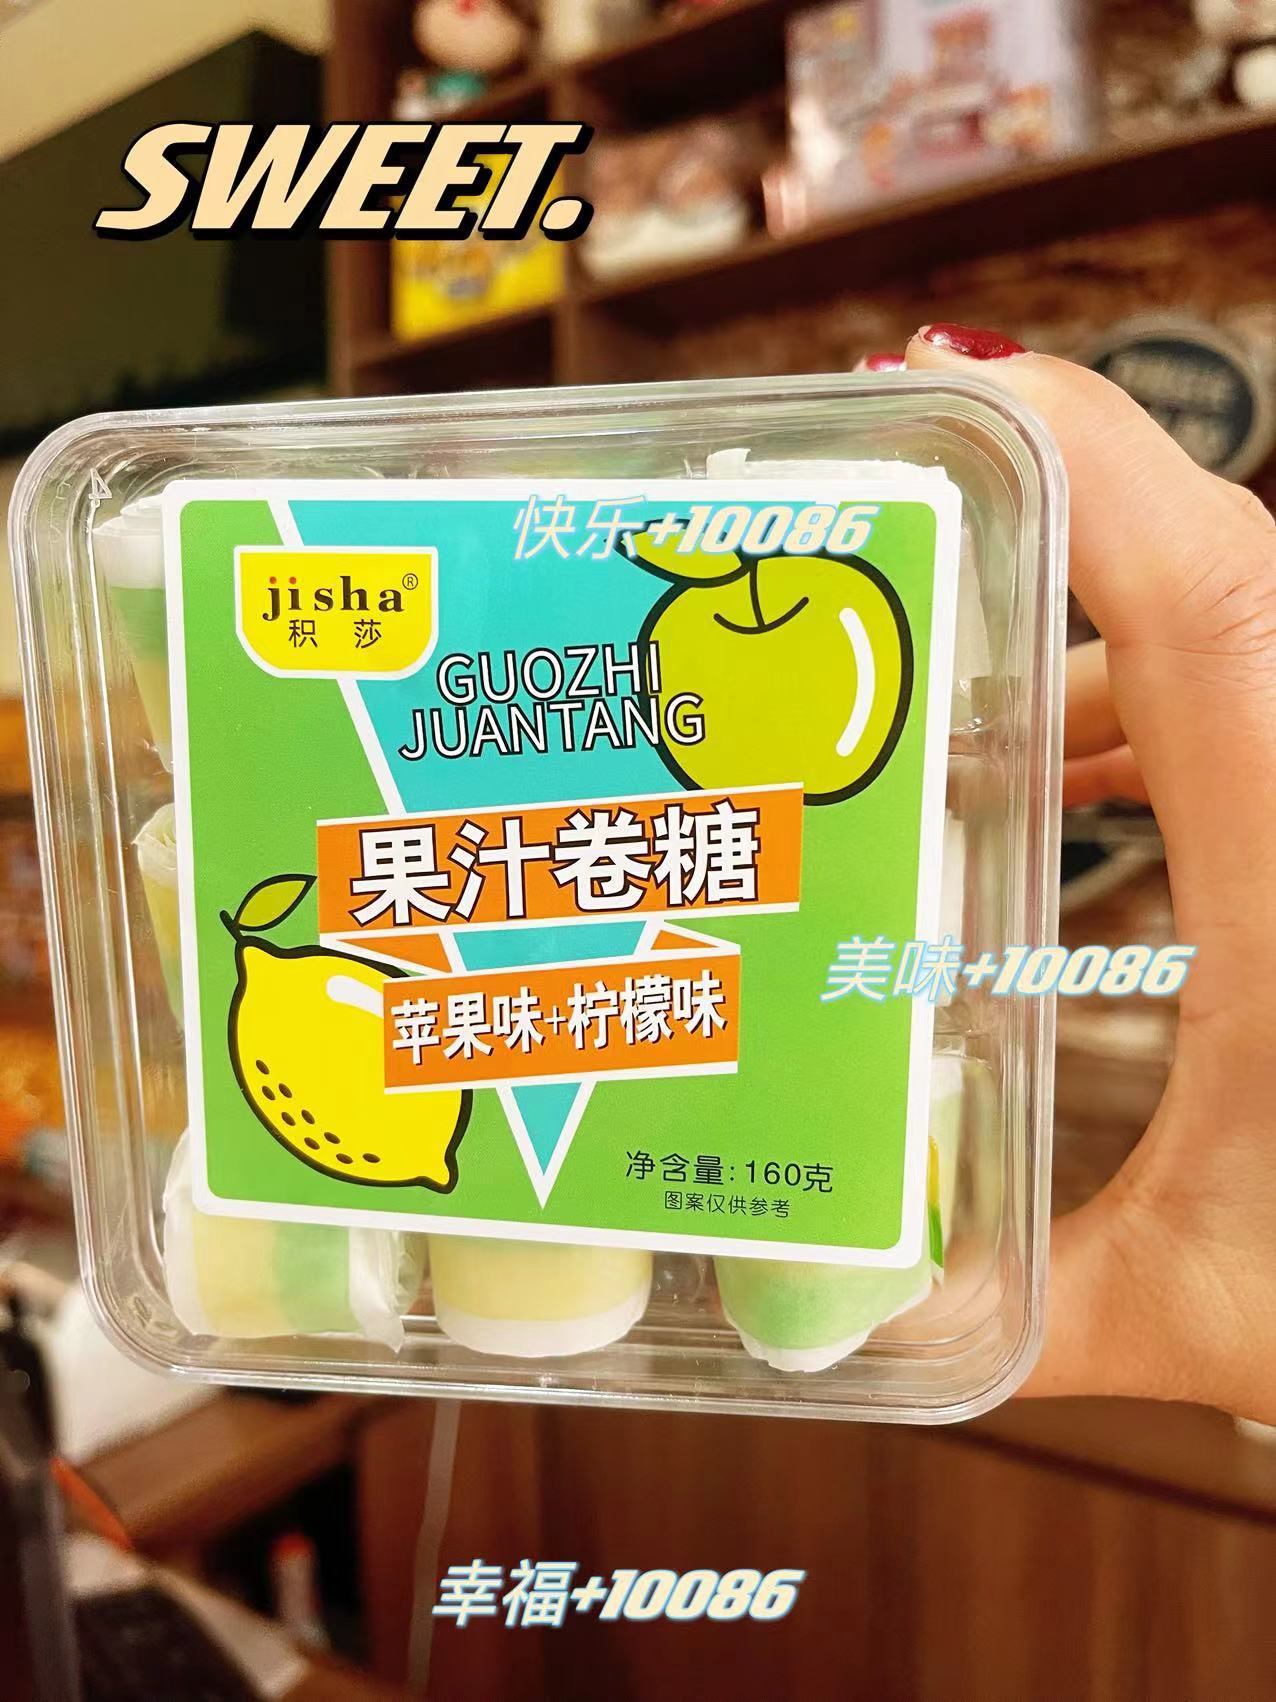 SWEET.
快乐+10086
jisha®
积莎
GUOZHI
JUANTANG
果汁卷糖
美味+10086
苹果味+柠檬味
净含量:160克
图案仅供参考
幸福+10086